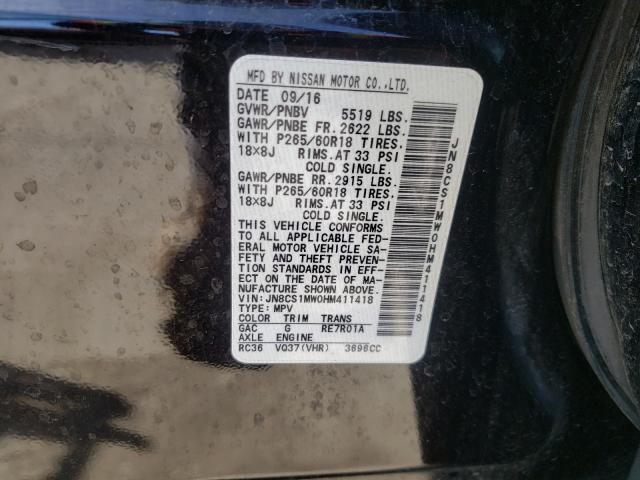 MFD BY NISSAN MOTOR CO.,LTD.
DATE 09/16
GVWR/PNBV 5519 LBS.
GAWR/PNBE FR.2622 LBS.
WITH P265/60R18 TIRES.
18X8J RIMS.AT 33 PSI
COLD SINGLE.
GAWR/PNBE RR.2915 LBS.
WITH P265/60R18 TIRES.
18X8J RIMS.AT 33 PSI
COLD SINGLE.
THIS VEHICLE CONFORMS
TO ALL APPLICABLE FED-
ERAL MOTOR VEHICLE SA-
FETY AND THEFT PREVEN-
TION STANDARDS IN EFF-
ECT ON THE DATE OF MA-
NUFACTURE SHOWN ABOVE.
VIN:JN8CS1MW0HM411418
TYPE:MPV
COLOR TRIM TRANS
GAC G RE7R01A
AXLE ENGINE
RC36 VQ37(VHR) 3696CC
JN8CS1MW0HM411418